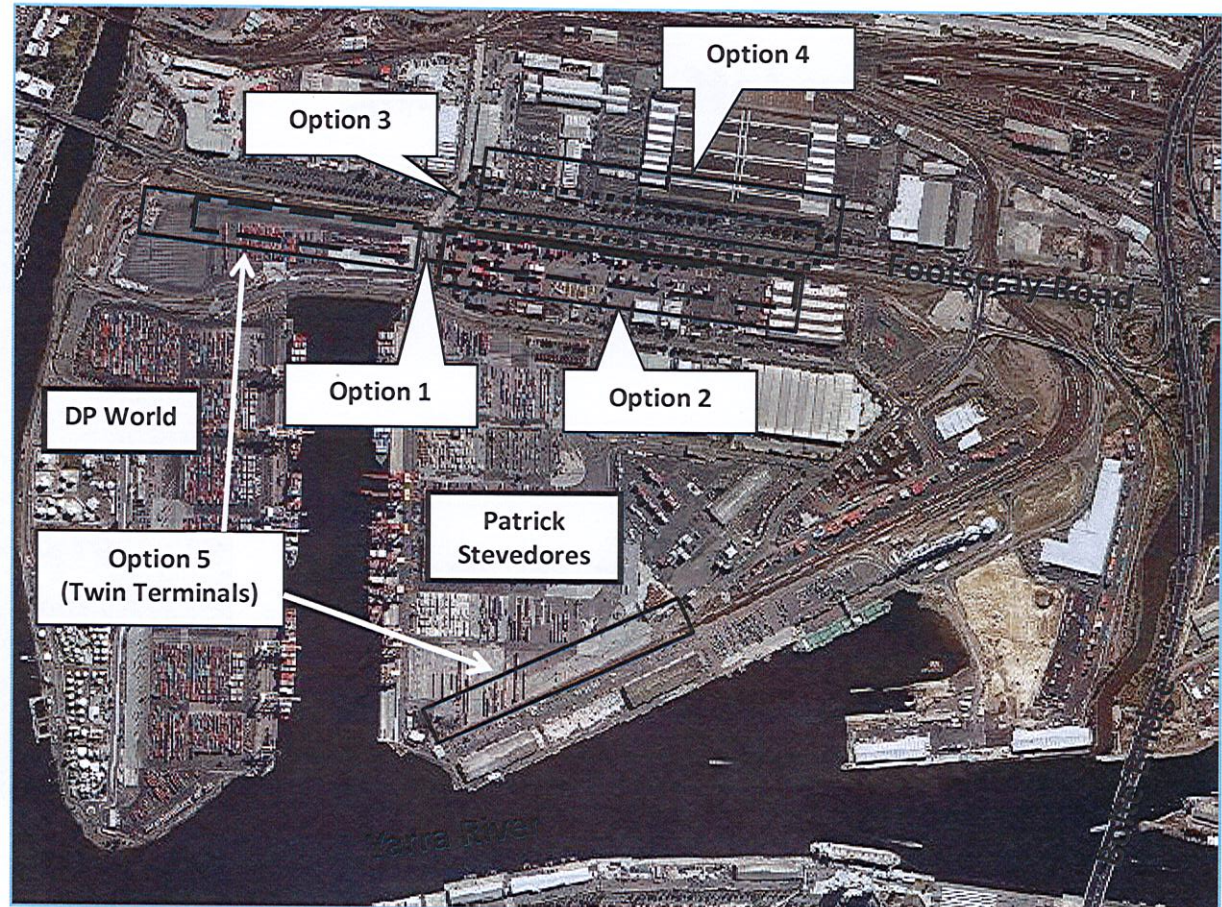 Option 4
Option 3
Footscray Road
Option 1
Option 2
DP World
Patrick
Stevedores
Option 5
(Twin Terminals)
Yarra River